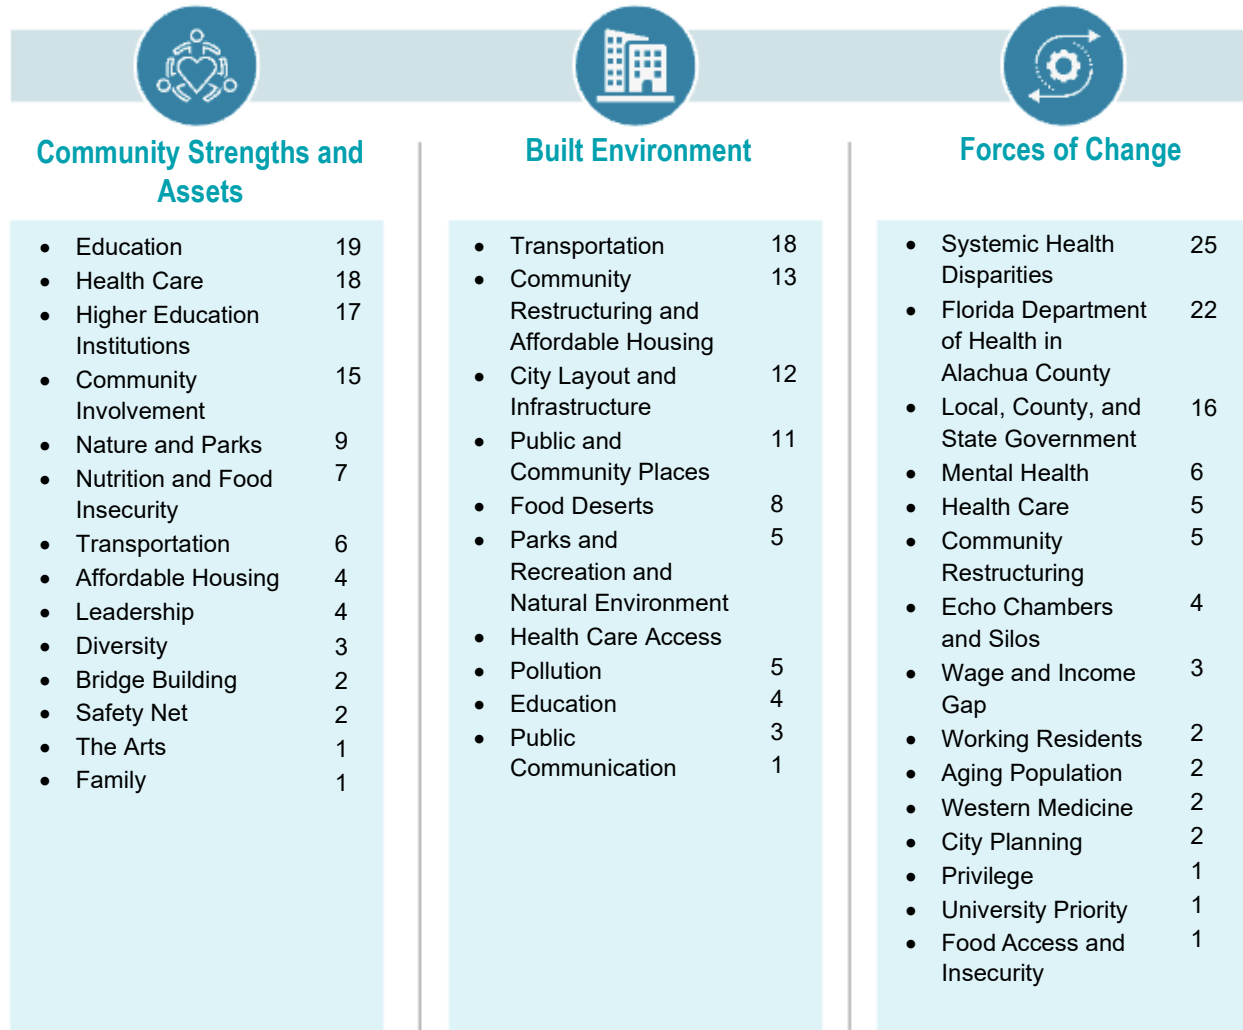 Community Strengths and
Assets
• Education 19
• Health Care 18
• Higher Education 17
Institutions
• Community 15
Involvement
• Nature and Parks 9
• Nutrition and Food 7
Insecurity
• Transportation 6
• Affordable Housing 4
• Leadership 4
• Diversity 3
• Bridge Building 2
• Safety Net 2
• The Arts 1
• Family 1
Built Environment
• Transportation 18
• Community 13
Restructuring and
Affordable Housing
• City Layout and 12
Infrastructure
• Public and 11
Community Places
• Food Deserts 8
• Parks and 5
Recreation and
Natural Environment
• Health Care Access
• Pollution 5
• Education 4
• Public 3
Communication 1
Forces of Change
• Systemic Health 25
Disparities
• Florida Department 22
of Health in
Alachua County
• Local, County, and 16
State Government
• Mental Health 6
• Health Care 5
• Community 5
Restructuring
• Echo Chambers 4
and Silos
• Wage and Income 3
Gap
• Working Residents 2
• Aging Population 2
• Western Medicine 2
• City Planning 2
• Privilege 1
• University Priority 1
• Food Access and 1
Insecurity